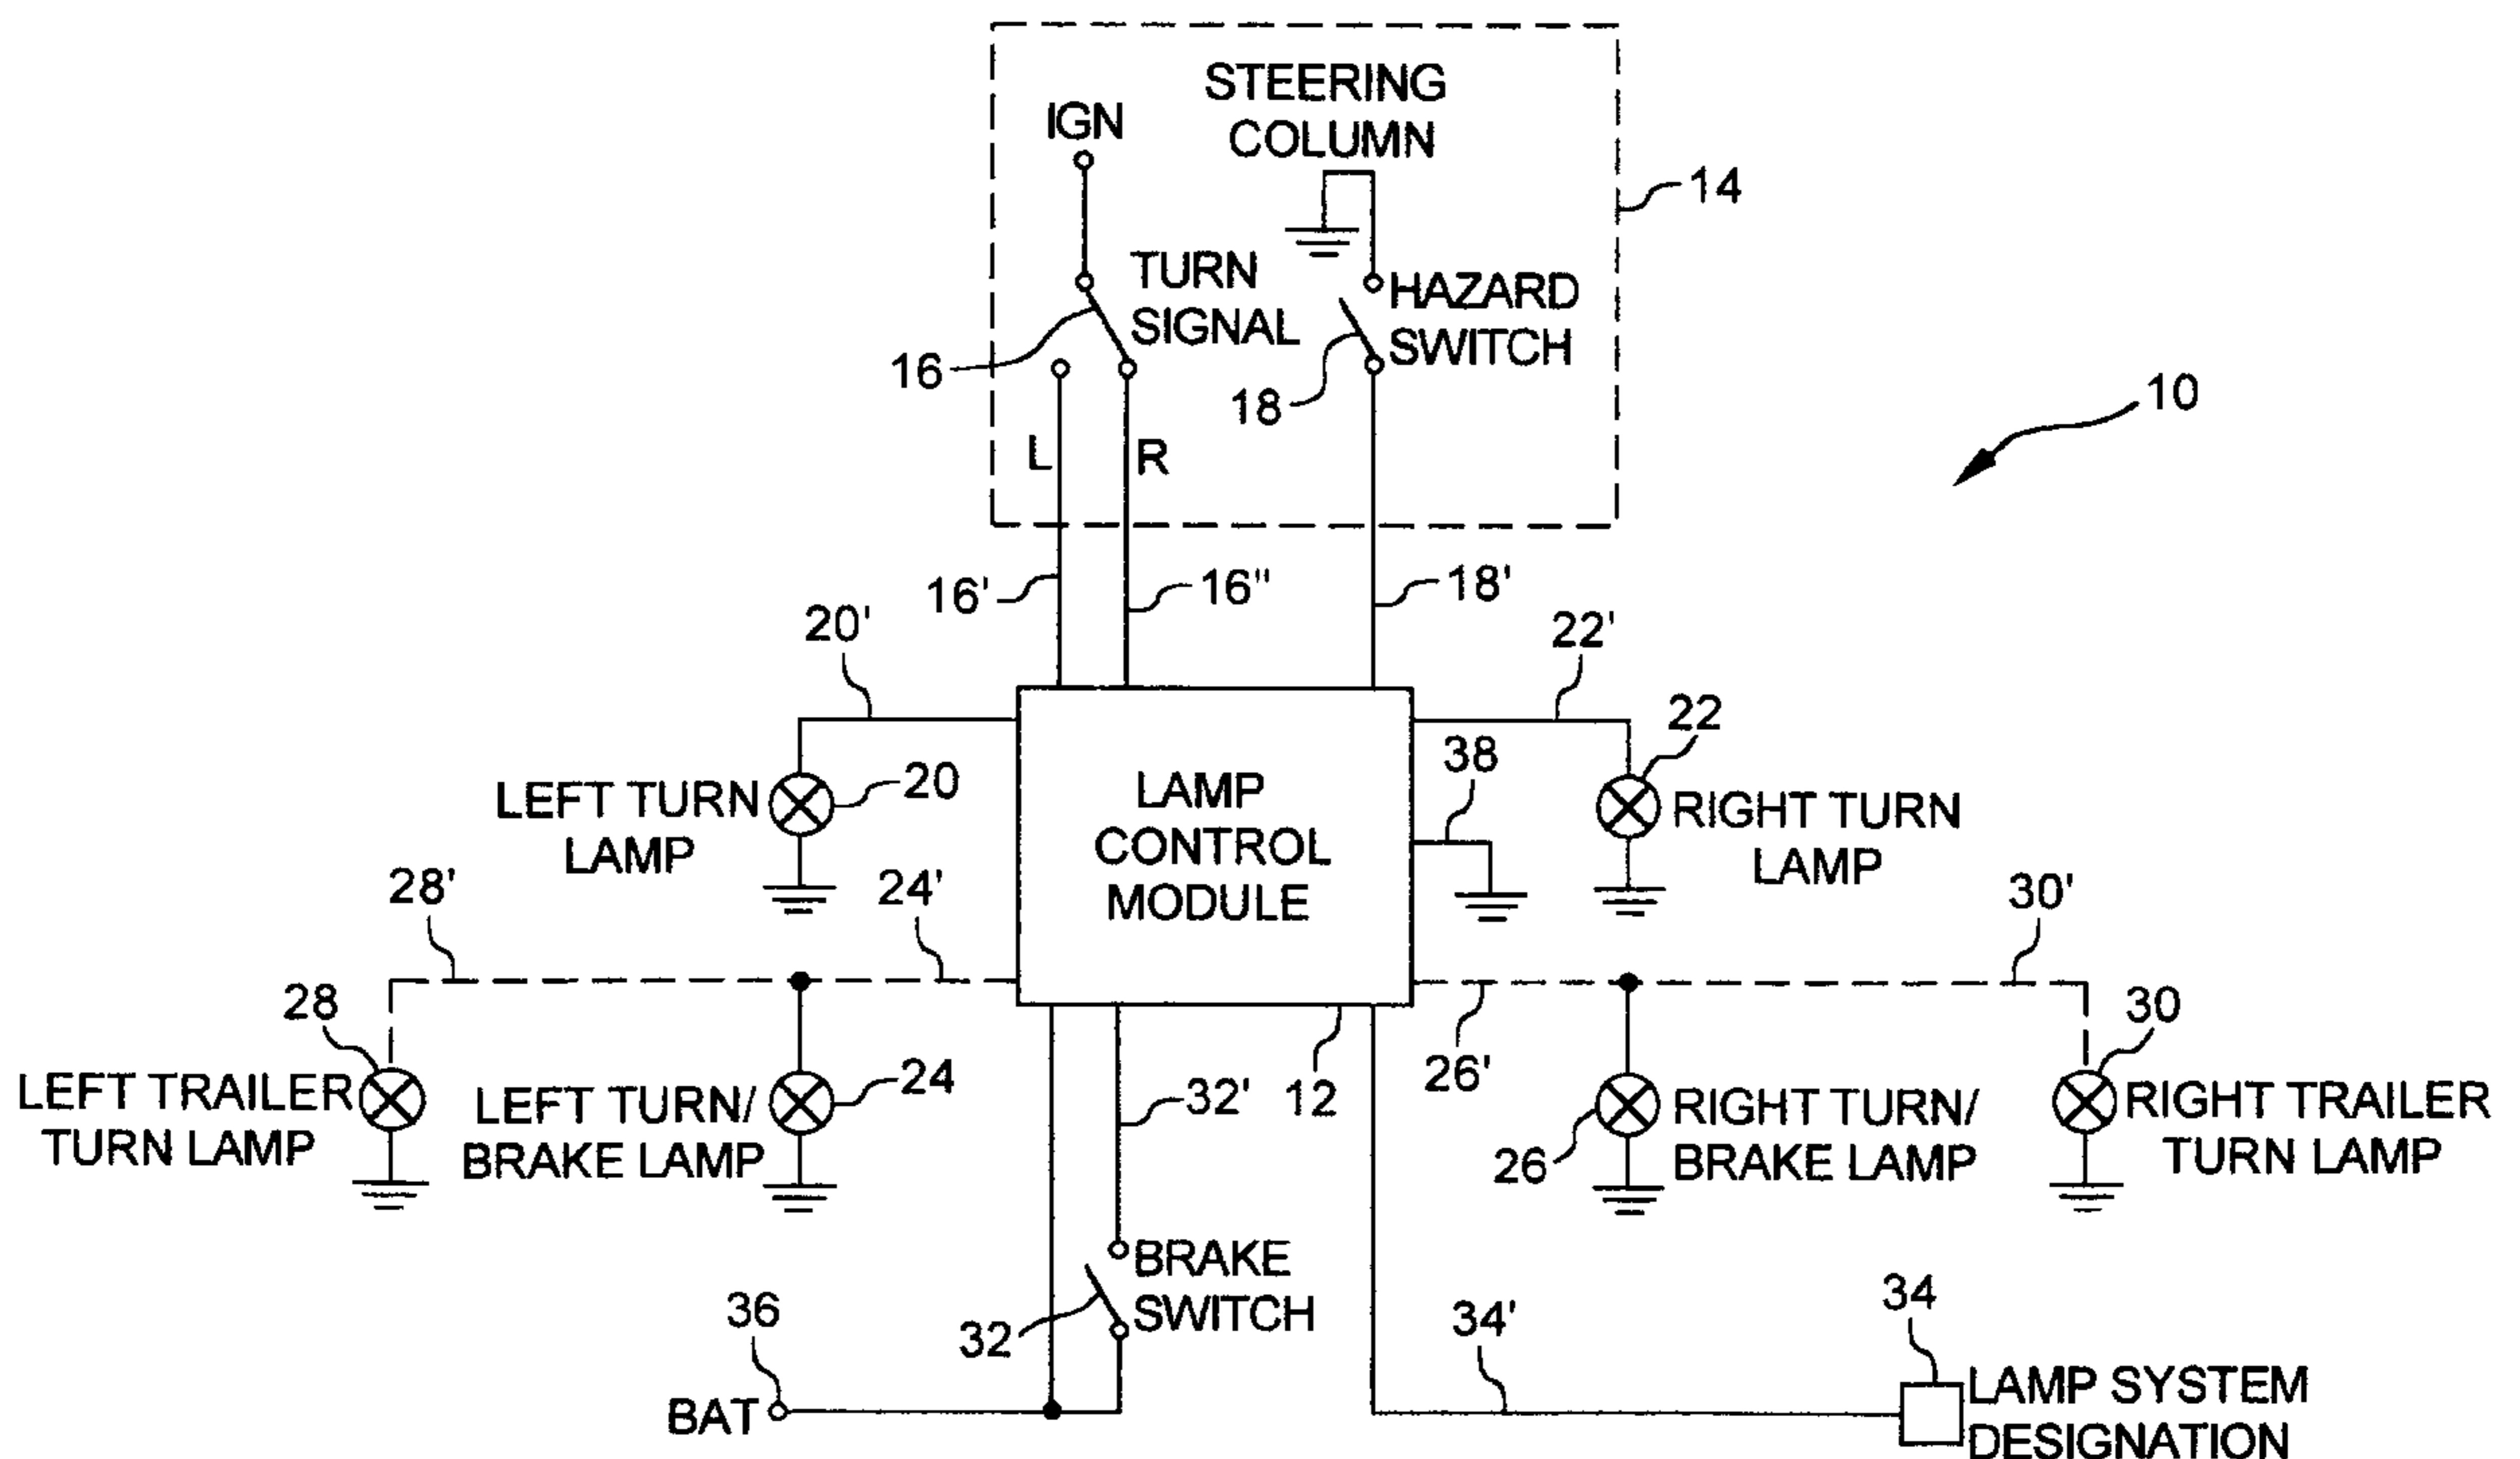 STEERING
COLUMN
IGN
14
TURN
SIGNAL
HAZARD
SWITCH
16
18
10
L
R
16'
16"
18'
20'
22'
22
38
20
LEFT TURN
LAMP
LAMP
CONTROL
MODULE
RIGHT TURN
LAMP
28'
24'
30'
28
30
LEFT TRAILER
TURN LAMP
LEFT TURN/
BRAKE LAMP
24
32'
12
26'
26
RIGHT TURN/
BRAKE LAMP
RIGHT TRAILER
TURN LAMP
BRAKE
SWITCH
32
36
BAT
34'
34
LAMP SYSTEM
DESIGNATION